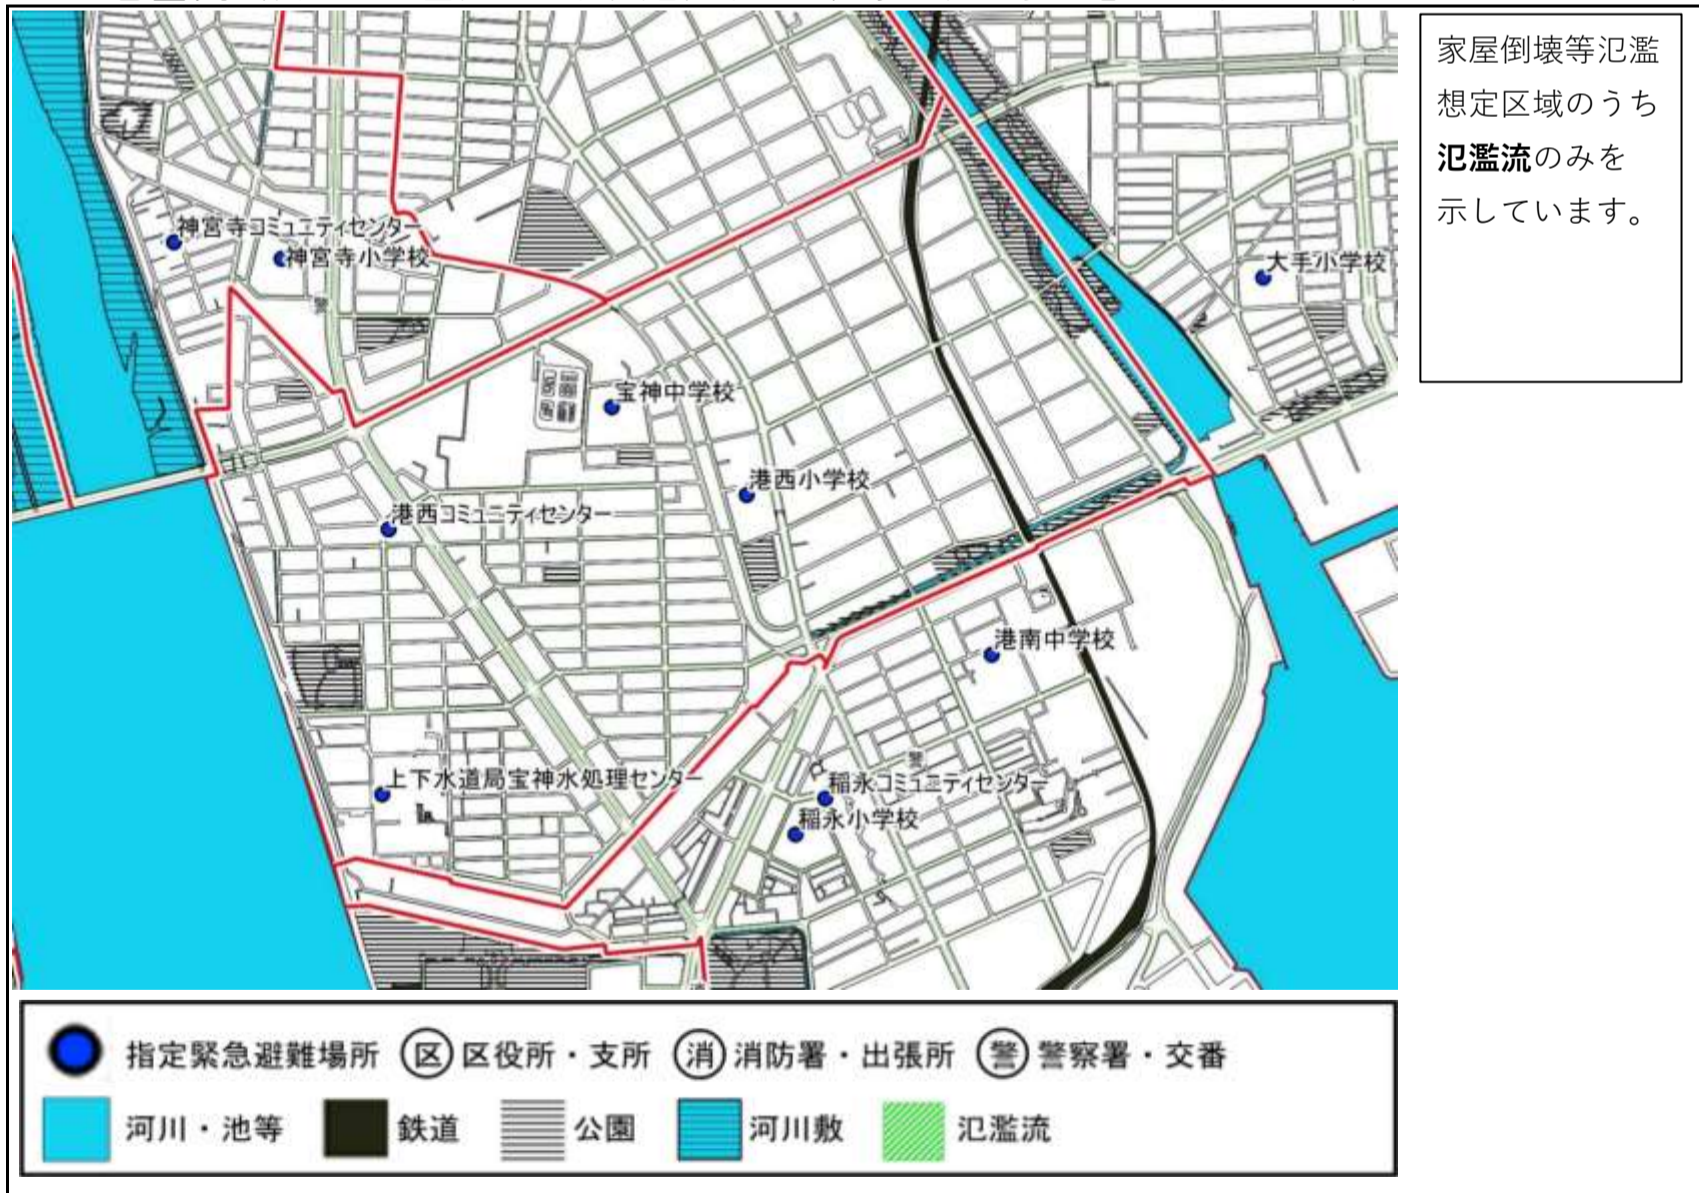 家屋倒壊等氾濫
想定区域のうち
氾濫流のみを
示しています。
神宮寺コミュニティセンター
神宮寺小学校
警
大手小学校
宝神中学校
港西小学校
港西コミュニティセンター
港南中学校
警
上下水道局宝神水処理センター
稲永コミュニティセンター
稲永小学校
指定緊急避難場所 区 区役所・支所 消 消防署・出張所 警 警察署・交番
河川・池等 鉄道 公園 河川敷 氾濫流